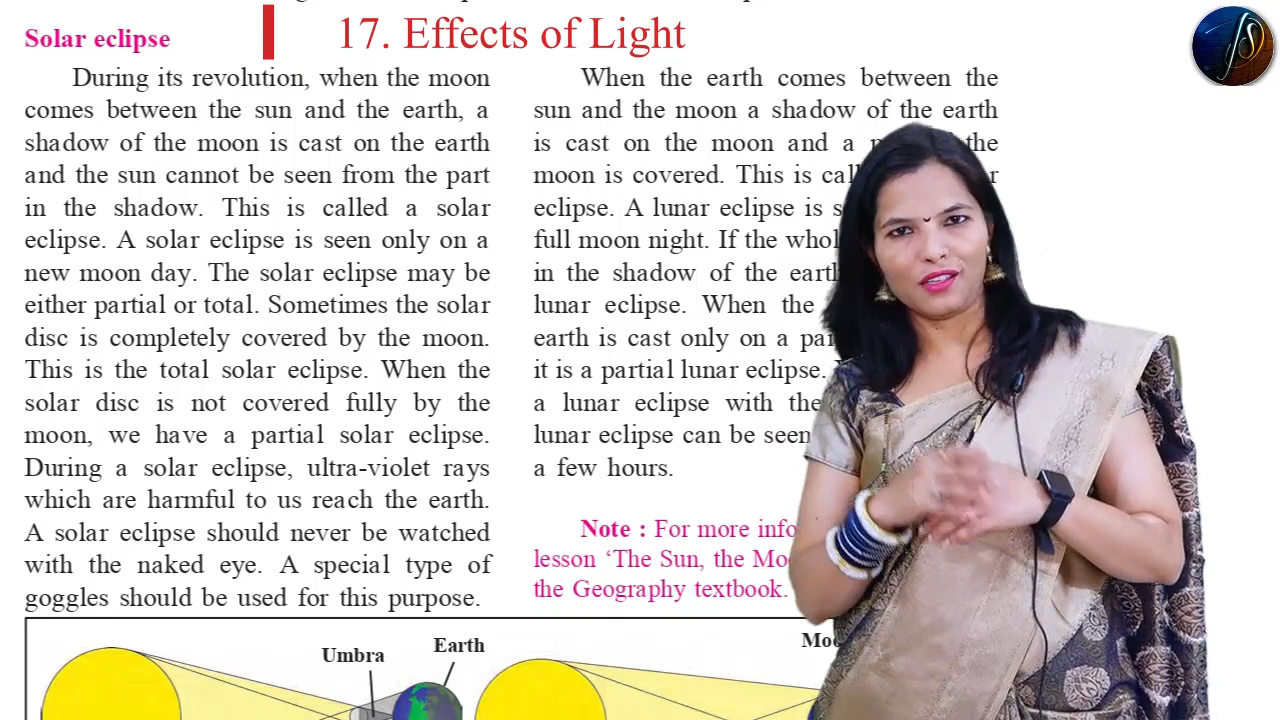 17. Effects of Light
Solar eclipse
During its revolution, when the moon
comes between the sun and the earth, a
shadow of the moon is cast on the earth
and the sun cannot be seen from the part
in the shadow. This is called a solar
eclipse. A solar eclipse is seen only on a
new moon day. The solar eclipse may be
either partial or total. Sometimes the solar
disc is completely covered by the moon.
This is the total solar eclipse. When the
solar disc is not covered fully by the
moon, we have a partial solar eclipse.
During a solar eclipse, ultra-violet rays
which are harmful to us reach the earth.
A solar eclipse should never be watched
with the naked eye. A special type of
goggles should be used for this purpose.
When the earth comes between the
sun and the moon a shadow of the earth
is cast on the moon and a the
moon is covered. This is
eclipse. A lunar eclipse is
full moon night. If the
in the shadow of the
lunar eclipse. When the
earth is cast only on a
it is a partial lunar eclipse.
a lunar eclipse with the
lunar eclipse can be seen
a few hours.
Note : For more
lesson ‘The Sun, the
the Geography textbook.
Umbra
Earth